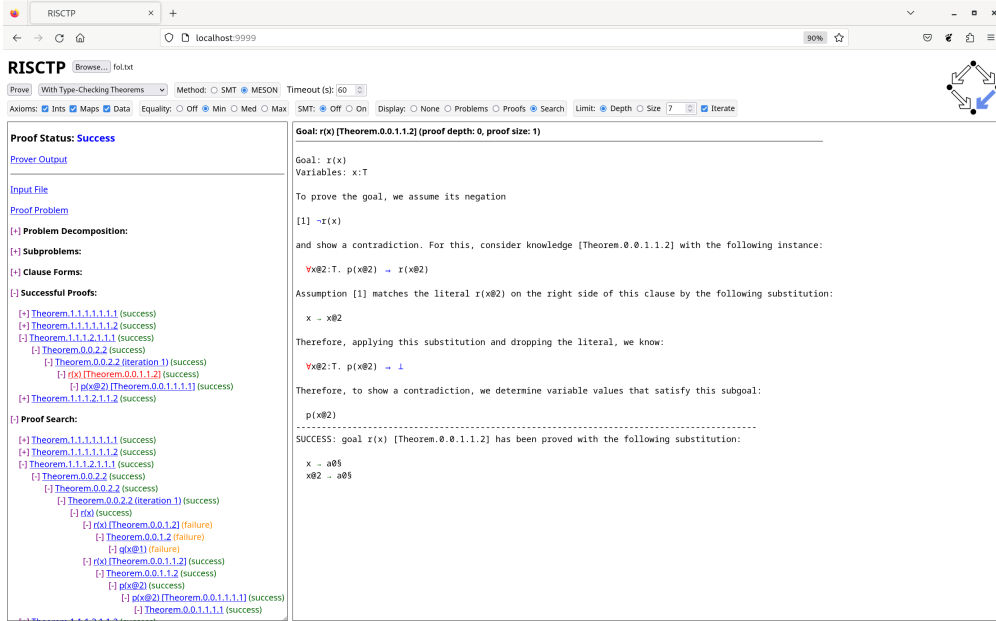 RISCTP
localhost:9999
90%
RISCTP Browse... fol.txt
Prove With Type-Checking Theorems Method: SMT MESON Timeout (s): 60
Axioms: Ints Maps Data Equality: Off Min Med Max SMT: Off On Display: None Problems Proofs Search Limit: Depth Size 7 Iterate
Proof Status: Success
Prover Output
Input File
Proof Problem
[+] Problem Decomposition:
[+] Subproblems:
[+] Clause Forms:
[-] Successful Proofs:
[+] Theorem.1.1.1.1.1.1.1 (success)
[+] Theorem.1.1.1.1.1.1.2 (success)
[-] Theorem.1.1.1.2.1.1.1 (success)
[-] Theorem.0.0.2.2 (success)
[-] Theorem.0.0.2.2 (iteration 1) (success)
[-] r(x) [Theorem.0.0.1.1.2] (success)
[-] p(x@2) [Theorem.0.0.1.1.1.1] (success)
[+] Theorem.1.1.1.2.1.1.2 (success)
[-] Proof Search:
[+] Theorem.1.1.1.1.1.1.1 (success)
[+] Theorem.1.1.1.1.1.1.2 (success)
[-] Theorem.1.1.1.2.1.1.1 (success)
[-] Theorem.0.0.2.2 (success)
[-] Theorem.0.0.2.2 (success)
[-] Theorem.0.0.2.2 (iteration 1) (success)
[-] r(x) (success)
[-] r(x) [Theorem.0.0.1.2] (failure)
[-] Theorem.0.0.1.2 (failure)
[-] q(x@1) (failure)
[-] r(x) [Theorem.0.0.1.1.2] (success)
[-] Theorem.0.0.1.1.2 (success)
[-] p(x@2) (success)
[-] p(x@2) [Theorem.0.0.1.1.1.1] (success)
[-] Theorem.0.0.1.1.1.1 (success)
Goal: r(x) [Theorem.0.0.1.1.2] (proof depth: 0, proof size: 1)
Goal: r(x)
Variables: x:T
To prove the goal, we assume its negation
[1] ¬r(x)
and show a contradiction. For this, consider knowledge [Theorem.0.0.1.1.2] with the following instance:
∀x@2:T. p(x@2) → r(x@2)
Assumption [1] matches the literal r(x@2) on the right side of this clause by the following substitution:
x → x@2
Therefore, applying this substitution and dropping the literal, we know:
∀x@2:T. p(x@2) → ⊥
Therefore, to show a contradiction, we determine variable values that satisfy this subgoal:
p(x@2)
--------------------------------------------------------------------------------------------
SUCCESS: goal r(x) [Theorem.0.0.1.1.2] has been proved with the following substitution:
x → a0§
x@2 → a0§